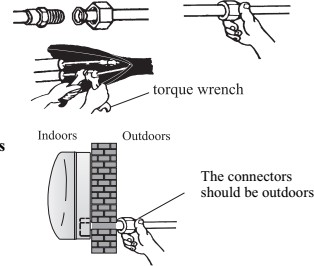 torque wrench
Indoors Outdoors
s
The connectors
should be outdoors